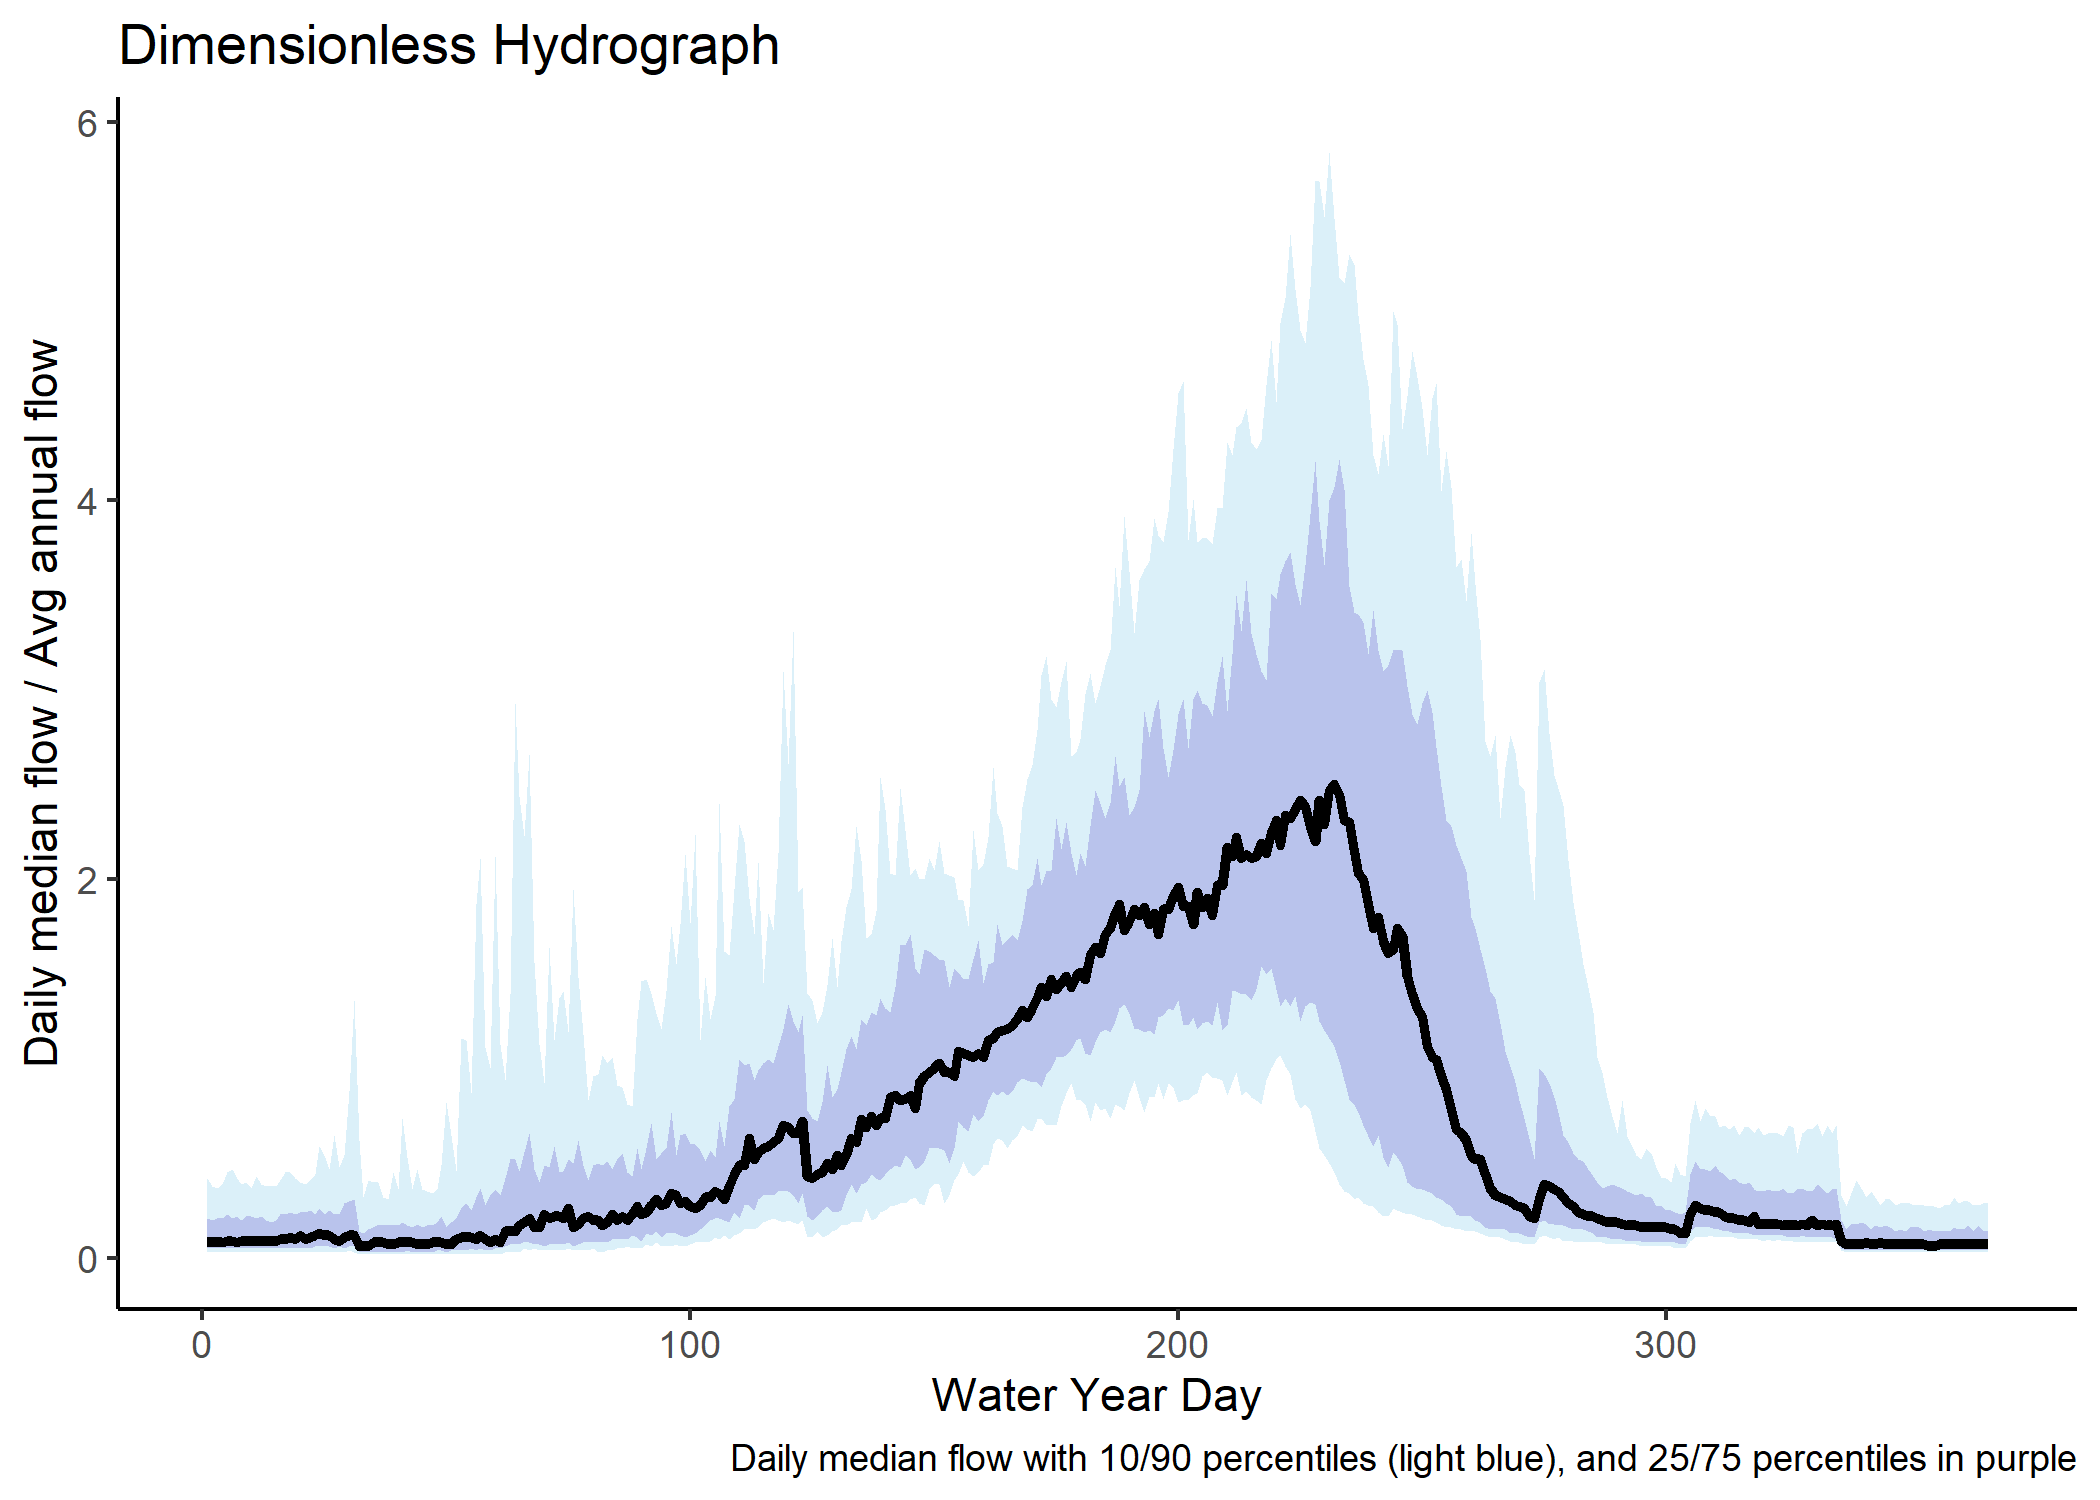 Dimensionless Hydrograph
Daily median flow / Avg annual flow
6
4
2
0
0 100 200 300
Water Year Day
Daily median flow with 10/90 percentiles (light blue), and 25/75 percentiles in purple